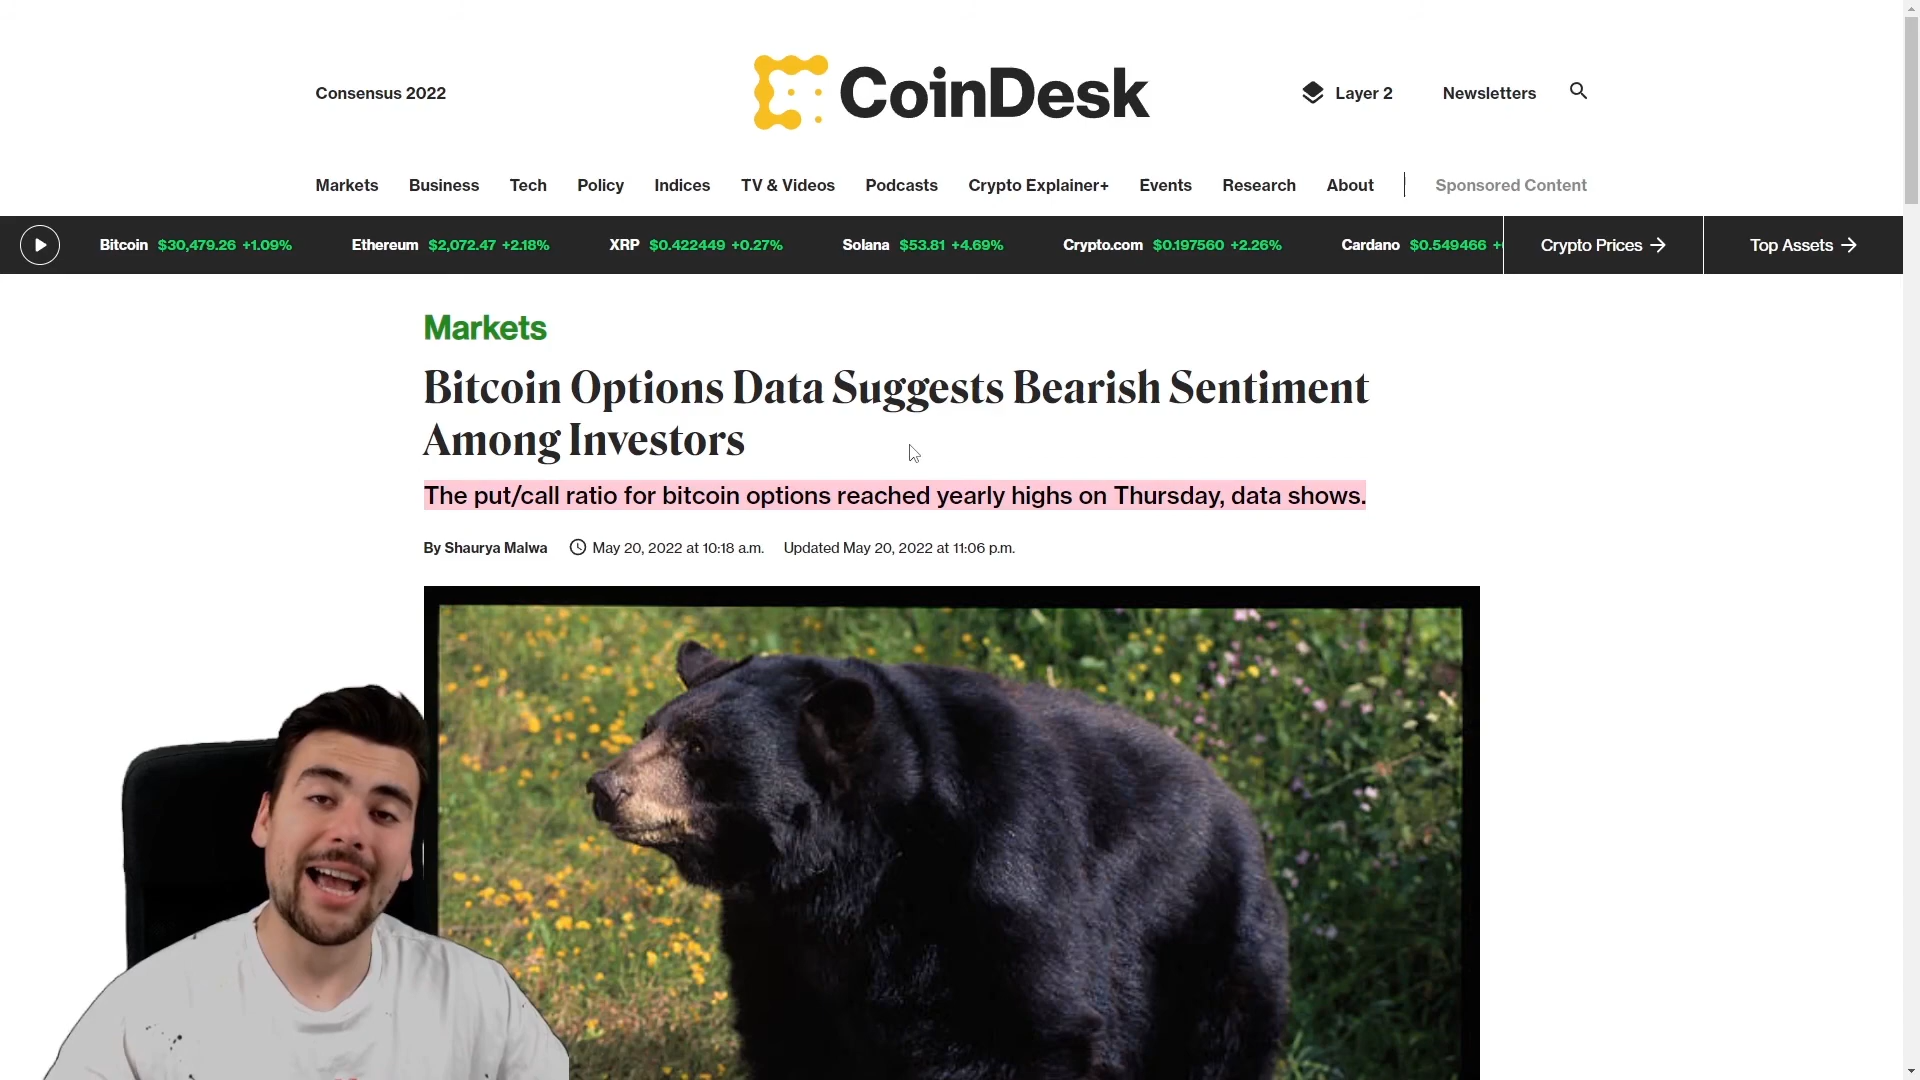 Consensus 2022
CoinDesk
Layer 2
Newsletters
Markets Business Tech Policy Indices TV & Videos Podcasts Crypto Explainer+ Events Research About Sponsored Content
Bitcoin $30,479.26 +1.09% Ethereum $2,072.47 +2.18% XRP $0.422449 +0.27% Solana $53.81 +4.69% Crypto.com $0.197560 +2.26% Cardano $0.549466 Crypto Prices → Top Assets →
Markets
Bitcoin Options Data Suggests Bearish Sentiment
Among Investors
The put/call ratio for bitcoin options reached yearly highs on Thursday, data shows.
By Shaurya Malwa May 20, 2022 at 10:18 a.m. Updated May 20, 2022 at 11:06 p.m.